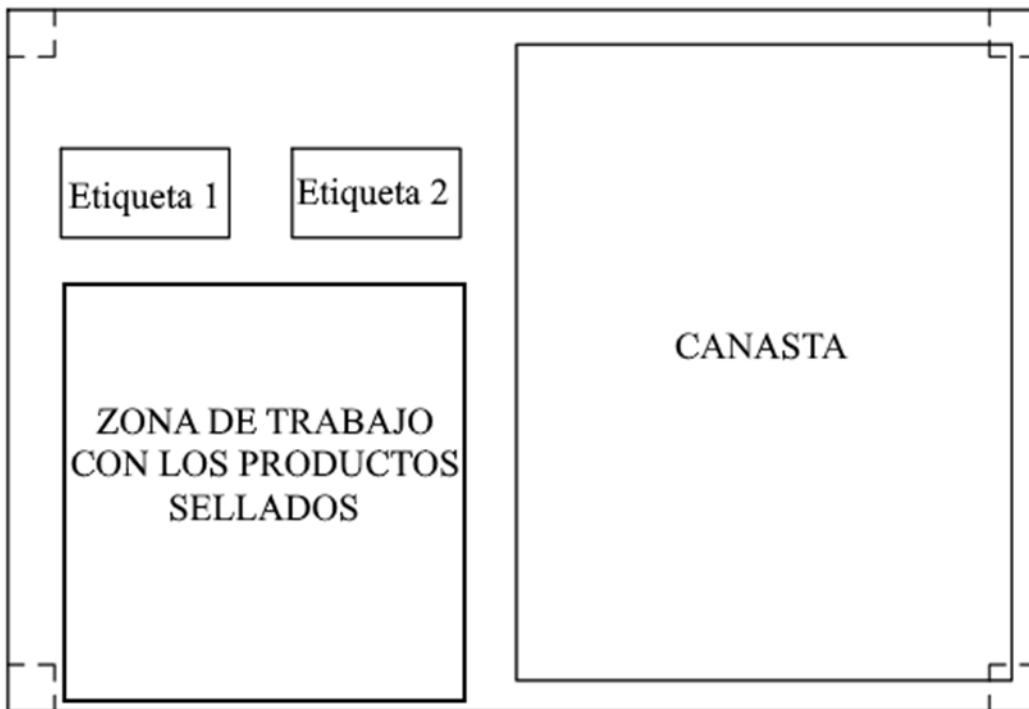 Etiqueta 1
Etiqueta 2
CANASTA
ZONA DE TRABAJO
CON LOS PRODUCTOS
SELLADOS